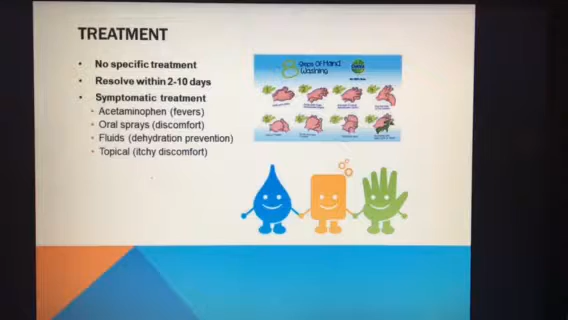 TREATMENT
• No specific treatment
• Resolve within 2-10 days
• Symptomatic treatment
- Acetaminophen (fevers)
- Oral sprays (discomfort)
- Fluids (dehydration prevention)
- Topical (itchy discomfort)
8 Steps Of Hand
Washing